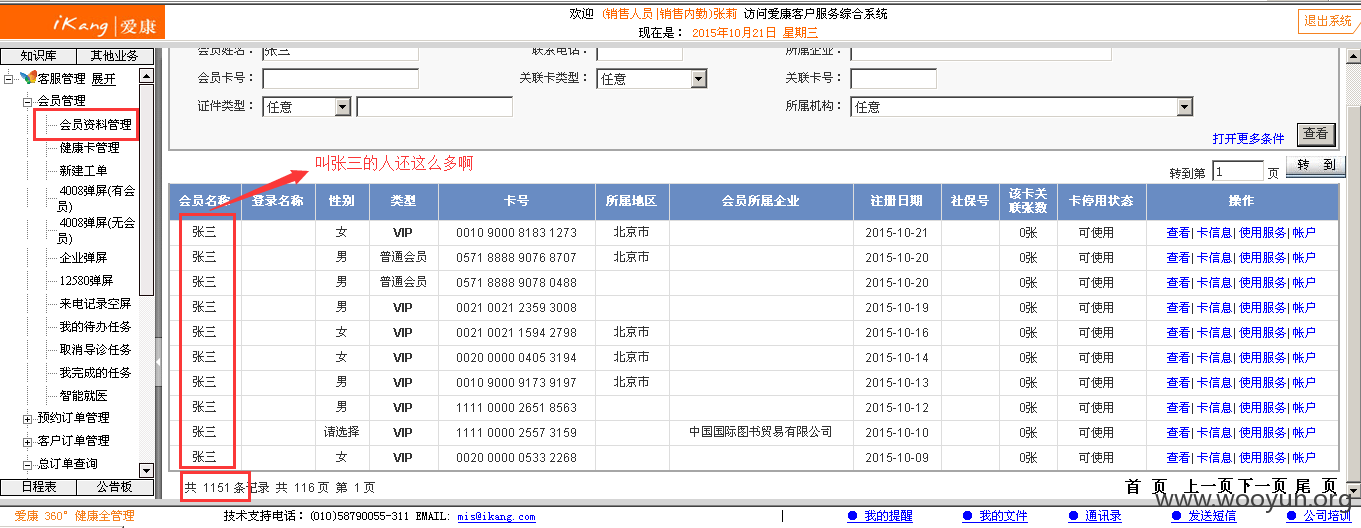 iKang 爱康
欢迎 (销售人员|销售内勤)张莉 访问爱康客户服务综合系统
现在是： 2015年10月21日 星期三
退出系统
知识库 其他业务
客服管理 展开
会员管理
会员资料管理
健康卡管理
新建工单
4008弹屏(有会
员)
4008弹屏(无会
员)
企业弹屏
12580弹屏
来电记录空屏
我的待办任务
取消导诊任务
我完成的任务
智能就医
预约订单管理
客户订单管理
总订单查询
日程表 公告板
会员姓名： 张三 联系电话： 所属企业：
会员卡号： 关联卡类型： 任意 关联卡号：
证件类型： 任意 所属机构： 任意
打开更多条件 查看
叫张三的人还这么多啊
转到第 1 页 转 到
会员名称 登录名称 性别 类型 卡号 所属地区 会员所属企业 注册日期 社保号 该卡关联张数 卡停用状态 操作
张三 女 VIP 0010 9000 8183 1273 北京市 2015-10-21 0张 可使用 查看| 卡信息| 使用服务| 帐户
张三 男 普通会员 0571 8888 9076 8707 北京市 2015-10-20 0张 可使用 查看| 卡信息| 使用服务| 帐户
张三 男 普通会员 0571 8888 9078 0488 2015-10-20 0张 可使用 查看| 卡信息| 使用服务| 帐户
张三 男 VIP 0021 0021 2359 3008 2015-10-19 0张 可使用 查看| 卡信息| 使用服务| 帐户
张三 女 VIP 0021 0021 1594 2798 北京市 2015-10-16 0张 可使用 查看| 卡信息| 使用服务| 帐户
张三 女 VIP 0020 0000 0405 3194 北京市 2015-10-14 0张 可使用 查看| 卡信息| 使用服务| 帐户
张三 男 VIP 0010 9000 9173 9197 北京市 2015-10-13 0张 可使用 查看| 卡信息| 使用服务| 帐户
张三 男 VIP 1111 0000 2651 8563 2015-10-12 0张 可使用 查看| 卡信息| 使用服务| 帐户
张三 请选择 VIP 1111 0000 2557 3159 中国国际图书贸易有限公司 2015-10-10 0张 可使用 查看| 卡信息| 使用服务| 帐户
张三 女 VIP 0020 0000 0533 2268 2015-10-09 0张 可使用 查看| 卡信息| 使用服务| 帐户
共 1151 条记录 共 116 页 第 1 页 首 页 上一页 下一页 尾 页
www.wooyun.org
爱康 360° 健康全管理 技术支持电话：(010)58790055-311 EMAIL: mis@ikang.com | 我的提醒 我的文件 通讯录 发送短信 公司培训